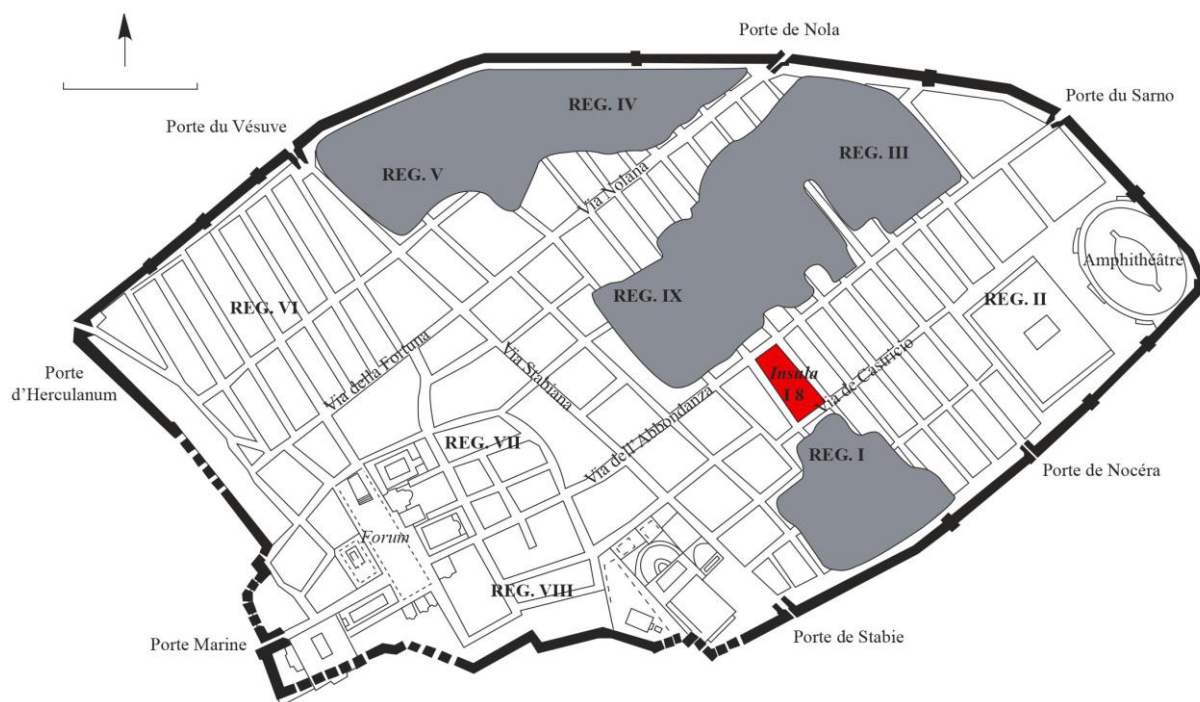 Porte de Nola
Porte du Sarno
REG. IV
Porte du Vésuve
REG. III
REG. V
Via Nolana
Amphithéâtre
REG. VI
REG. IX
REG. II
Via della Fortuna
Via Stabiana
Insula
I 8
Via de Castricio
Porte
d’Herculanum
Via dell’Abbondanza
REG. VII
REG. I
Porte de Nocéra
Forum
REG. VIII
Porte Marine
Porte de Stabie